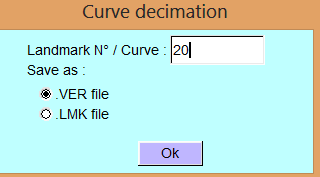 Curve decimation
Landmark N° / Curve : 20
Save as :
.VER file
.LMK file
Ok